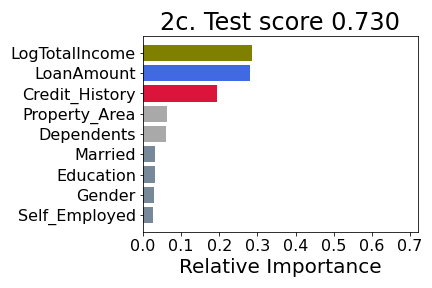 2c. Test score 0.730
LogTotalIncome
LoanAmount
Credit_History
Property_Area
Dependents
Married
Education
Gender
Self_Employed
0.0 0.1 0.2 0.3 0.4 0.5 0.6 0.7
Relative Importance